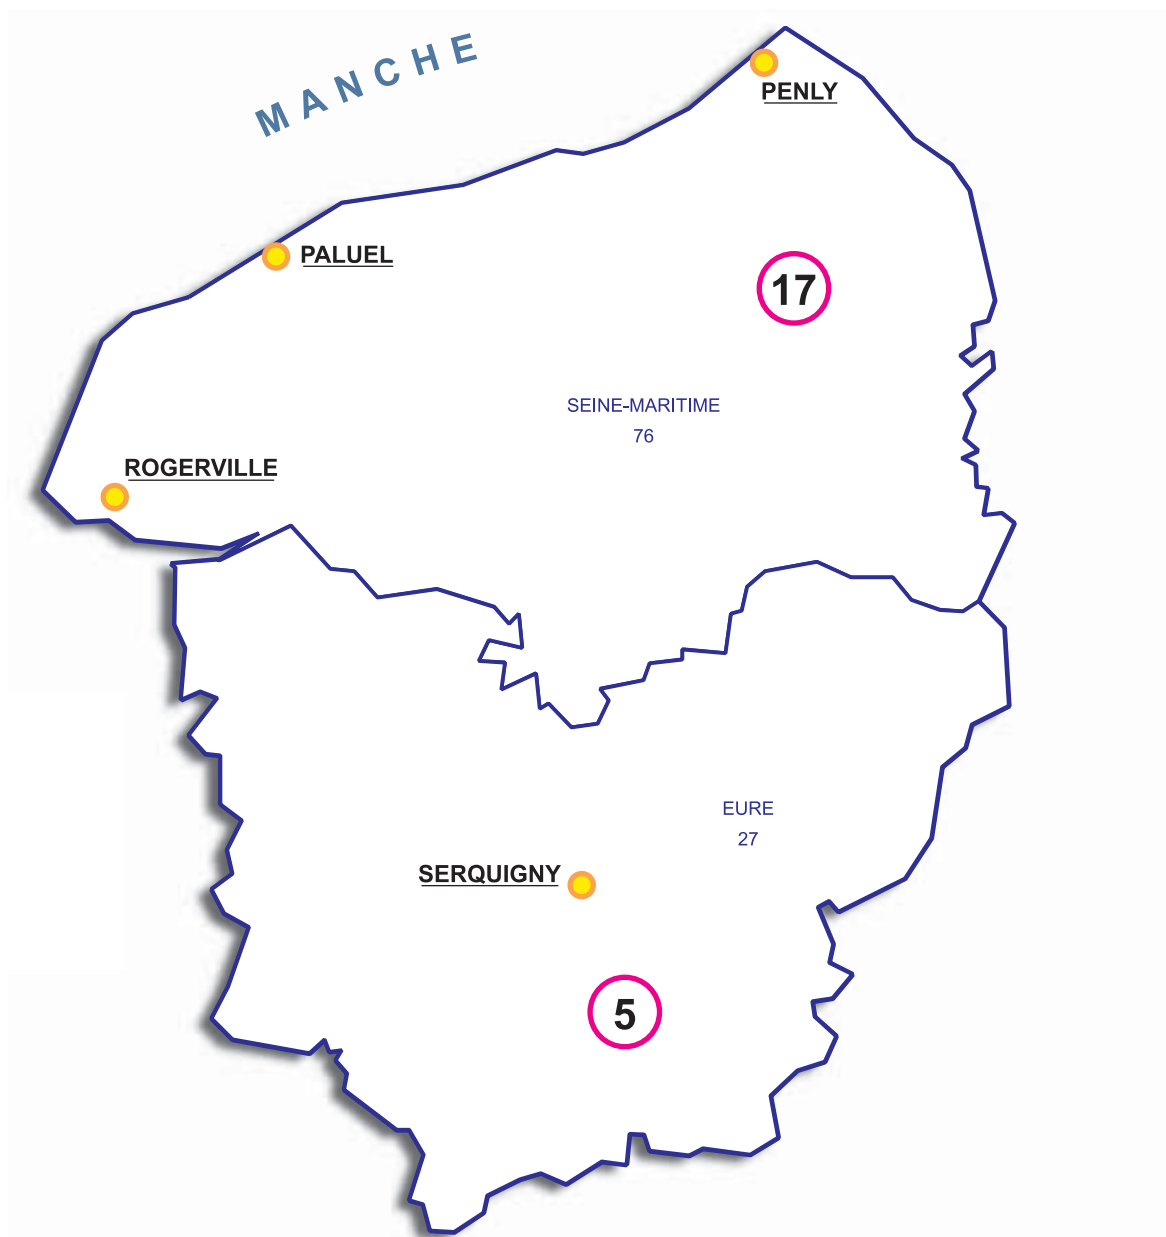 MANCHE
PENLY
PALUEL
17
SEINE-MARITIME
76
ROGERVILLE
EURE
27
SERQUIGNY
5